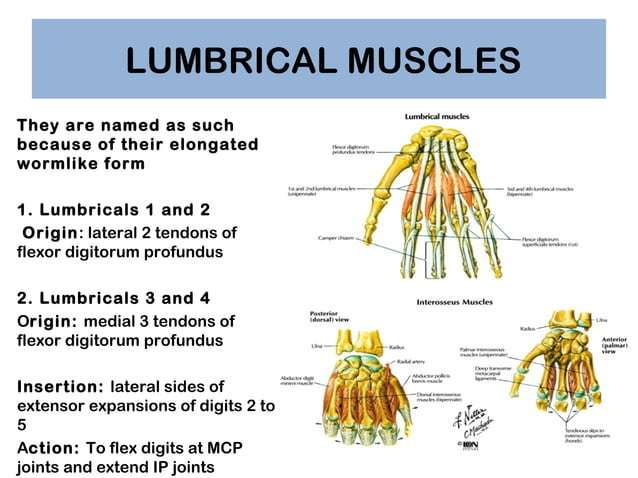 LUMBRICAL MUSCLES
They are named as such
because of their elongated
wormlike form
1. Lumbricals 1 and 2
Origin: lateral 2 tendons of
flexor digitorum profundus
2. Lumbricals 3 and 4
Origin: medial 3 tendons of
flexor digitorum profundus
Insertion: lateral sides of
extensor expansions of digits 2 to
5
Action: To flex digits at MCP
joints and extend IP joints
Lumbrical muscles
Flexor digitorum
profundus tendons
1st and 2nd lumbrical muscles
(unipennate)
3rd and 4th lumbrical muscles
(bipennate)
Camper chiasm
Flexor digitorum
superficialis tendons (cut)
Interosseus Muscles
Posterior
(dorsal) view
Ulna
Radius
Radial artery
Abductor digiti
minimi muscle
Abductor pollicis
brevis muscle
Dorsal interosseous
muscles (bipennate)
Ulna
Radius
Anterior
(palmar)
view
Palmar interosseous
muscles (unipennate)
Deep transverse
metacarpal
ligaments
Tendinous slips to
extensor expansions
(hoods)
F. Netter
C. Machado
©ICON